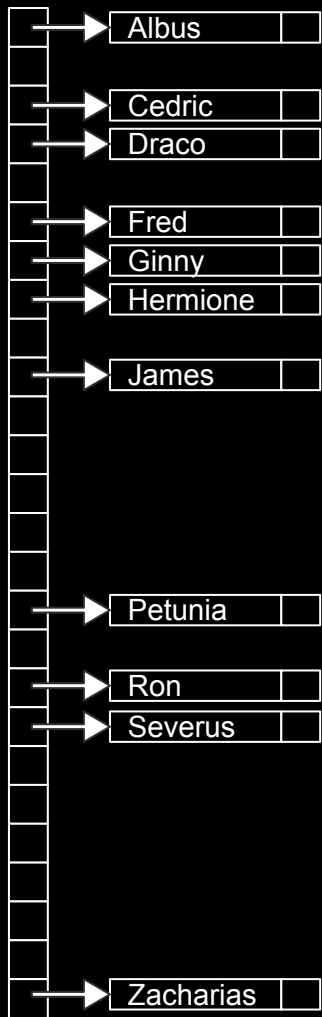 Albus
Cedric
Draco
Fred
Ginny
Hermione
James
Petunia
Ron
Severus
Zacharias